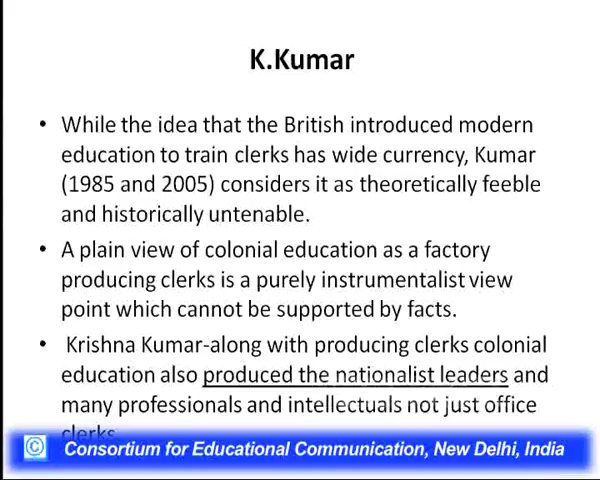 K.Kumar
• While the idea that the British introduced modern
education to train clerks has wide currency, Kumar
(1985 and 2005) considers it as theoretically feeble
and historically untenable.
• A plain view of colonial education as a factory
producing clerks is a purely instrumentalist view
point which cannot be supported by facts.
• Krishna Kumar-along with producing clerks colonial
education also produced the nationalist leaders and
many professionals and intellectuals not just office
clerks
© Consortium for Educational Communication, New Delhi, India